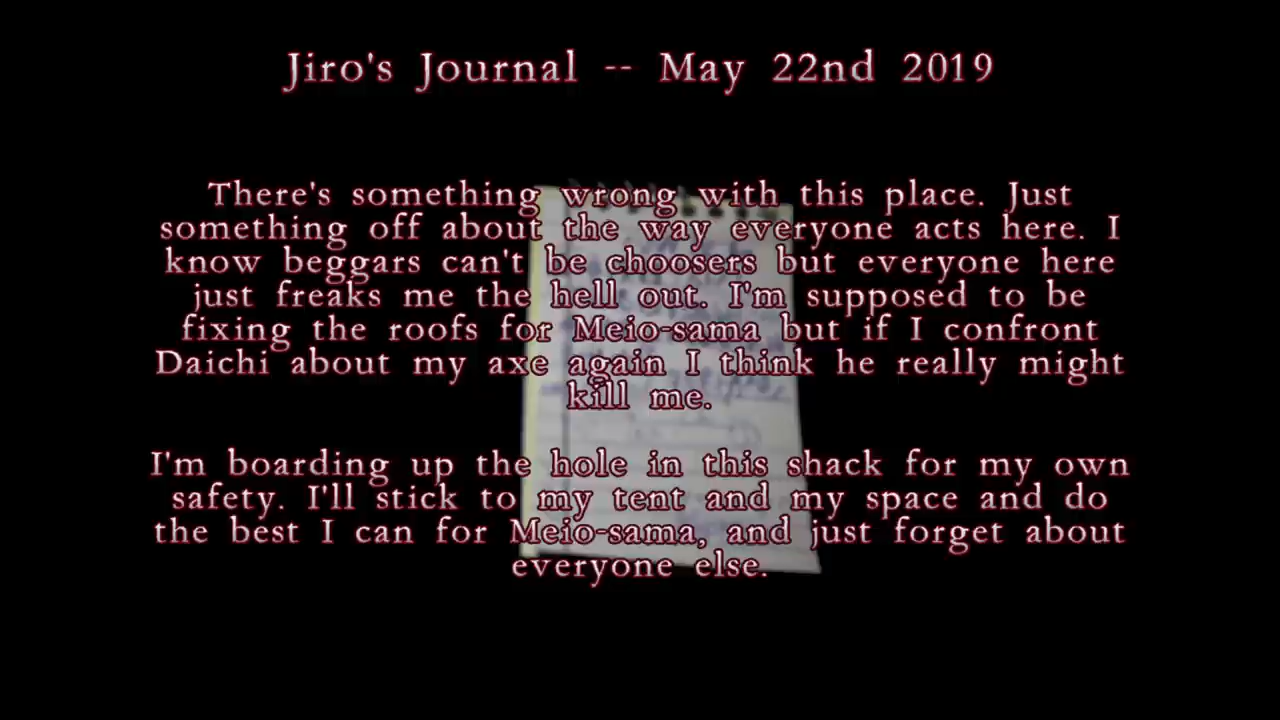 Jiro's Journal -- May 22nd 2019
There's something wrong with this place. Just
something off about the way everyone acts here. I
know beggars can't be choosers but everyone here
just freaks me the hell out. I'm supposed to be
fixing the roofs for Meio-sama but if I confront
Daichi about my axe again I think he really might
kill me.
I'm boarding up the hole in this shack for my own
safety. I'll stick to my tent and my space and do
the best I can for Meio-sama, and just forget about
everyone else.